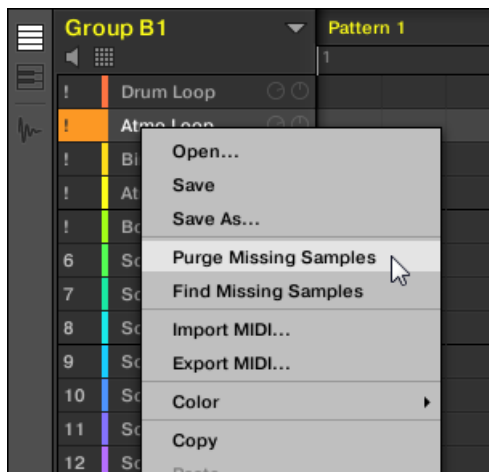 Group B1
Pattern 1
1
! Drum Loop
! Atmo Loop
! Bi
! At
! Bo
6 So
7 So
8 So
9 So
10 So
11 So
12 So
Open...
Save
Save As...
Purge Missing Samples
Find Missing Samples
Import MIDI...
Export MIDI...
Color
Copy
Paste